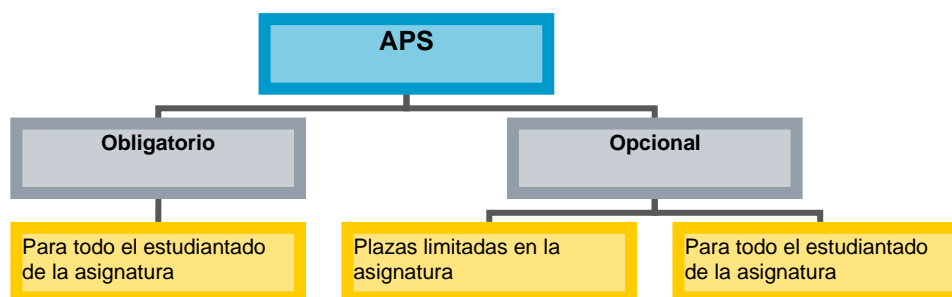 APS
Obligatorio
Opcional
Para todo el estudiantado
de la asignatura
Plazas limitadas en la
asignatura
Para todo el estudiantado
de la asignatura